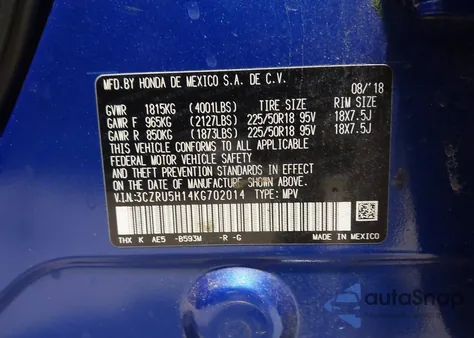 MFD.BY HONDA DE MEXICO S.A. DE C.V.
08/'18
GVWR 1815KG (4001LBS) TIRE SIZE RIM SIZE
GAWR F 965KG (2127LBS) 225/50R18 95V 18X7.5J
GAWR R 850KG (1873LBS) 225/50R18 95V 18X7.5J
THIS VEHICLE CONFORMS TO ALL APPLICABLE
FEDERAL MOTOR VEHICLE SAFETY AND
THEFT PREVENTION STANDARDS IN EFFECT ON THE
DATE OF MANUFACTURE SHOWN ABOVE.
V.I.N:3CZRU5H14KG702014 TYPE: MPV
THX K AE5 -B593M -R -G MADE IN MEXICO
autoSnap